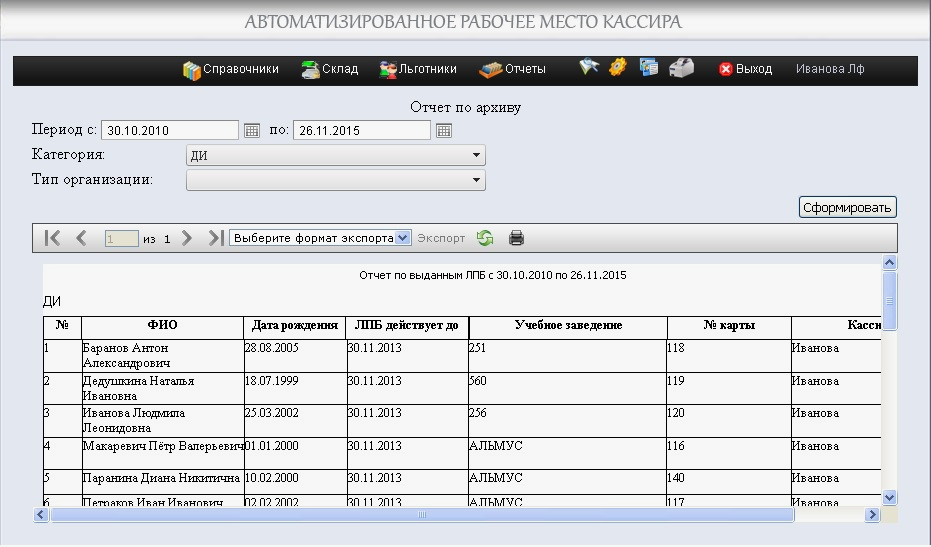 АВТОМАТИЗИРОВАННОЕ РАБОЧЕЕ МЕСТО КАССИРА
Справочники Склад Льготники Отчеты Выход Иванова Лф
Отчет по архиву
Период с: 30.10.2010 по: 26.11.2015
Категория: ДИ
Тип организации:
Сформировать
1 из 1 Выберите формат экспорта Экспорт
Отчет по выданным ЛПБ с 30.10.2010 по 26.11.2015
ДИ
№ ФИО Дата рождения ЛПБ действует до Учебное заведение № карты Касси
1 Баранов Антон Александрович 28.08.2005 30.11.2013 251 118 Иванова
2 Дедушкина Наталья Ивановна 18.07.1999 30.11.2013 560 119 Иванова
3 Иванова Людмила Леонидовна 25.03.2002 30.11.2013 256 120 Иванова
4 Макаревич Пётр Валерьевич 01.01.2000 30.11.2013 АЛЬМУС 116 Иванова
5 Паранина Диана Никитична 10.02.2000 30.11.2013 АЛЬМУС 140 Иванова
6 Петраков Иван Иванович 02.02.2002 30.11.2013 АЛЬМУС 117 Иванова